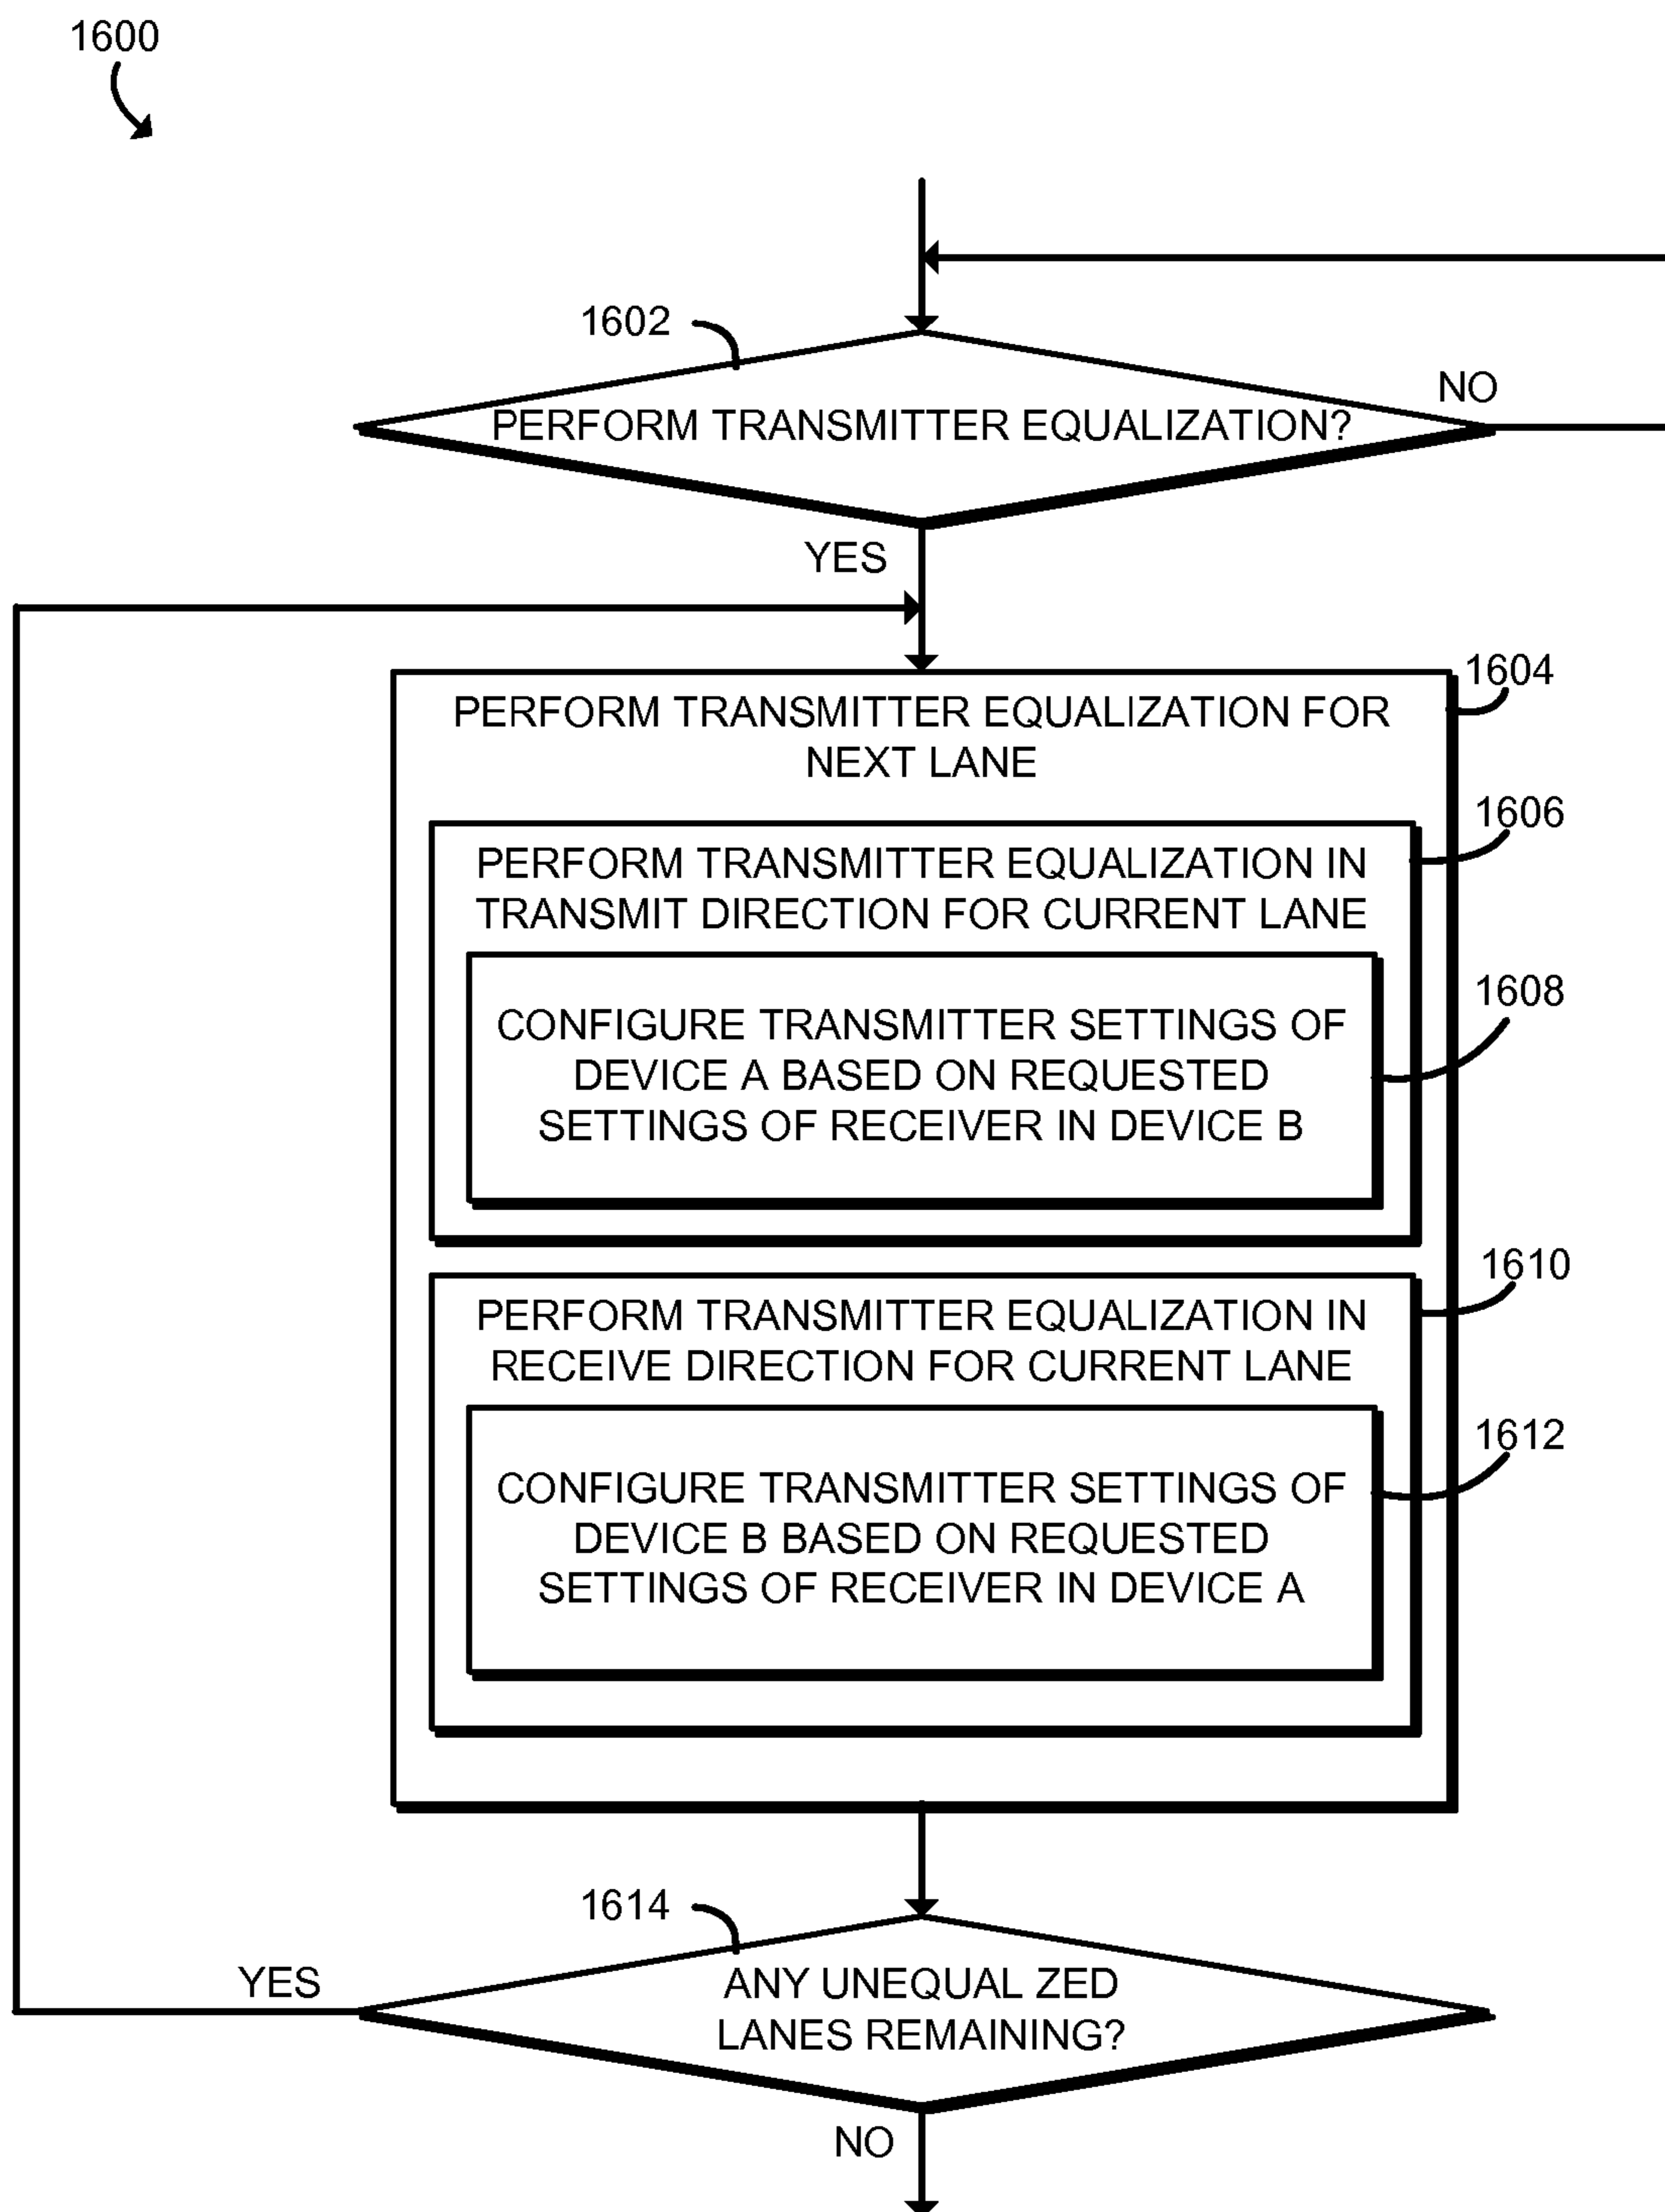 1600
1602
PERFORM TRANSMITTER EQUALIZATION?
NO
YES
1604
PERFORM TRANSMITTER EQUALIZATION FOR
NEXT LANE
1606
PERFORM TRANSMITTER EQUALIZATION IN
TRANSMIT DIRECTION FOR CURRENT LANE
1608
CONFIGURE TRANSMITTER SETTINGS OF
DEVICE A BASED ON REQUESTED
SETTINGS OF RECEIVER IN DEVICE B
1610
PERFORM TRANSMITTER EQUALIZATION IN
RECEIVE DIRECTION FOR CURRENT LANE
1612
CONFIGURE TRANSMITTER SETTINGS OF
DEVICE B BASED ON REQUESTED
SETTINGS OF RECEIVER IN DEVICE A
1614
YES
ANY UNEQUAL ZED
LANES REMAINING?
NO